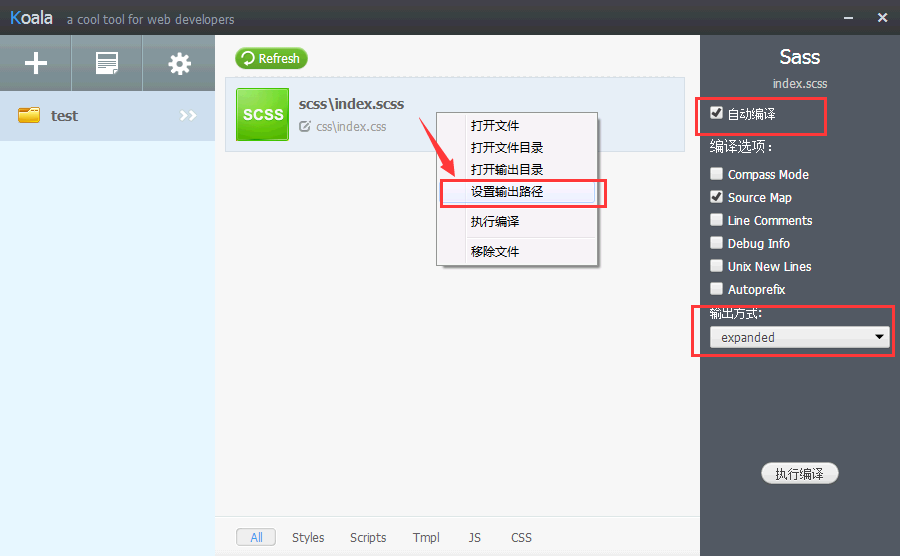 Koala a cool tool for web developers
test
Refresh
SCSS
scss\index.scss
css\index.css
打开文件
打开文件目录
打开输出目录
设置输出路径
执行编译
移除文件
All Styles Scripts Tmpl JS CSS
Sass
index.scss
自动编译
编译选项：
Compass Mode
Source Map
Line Comments
Debug Info
Unix New Lines
Autoprefix
输出方式:
expanded
执行编译